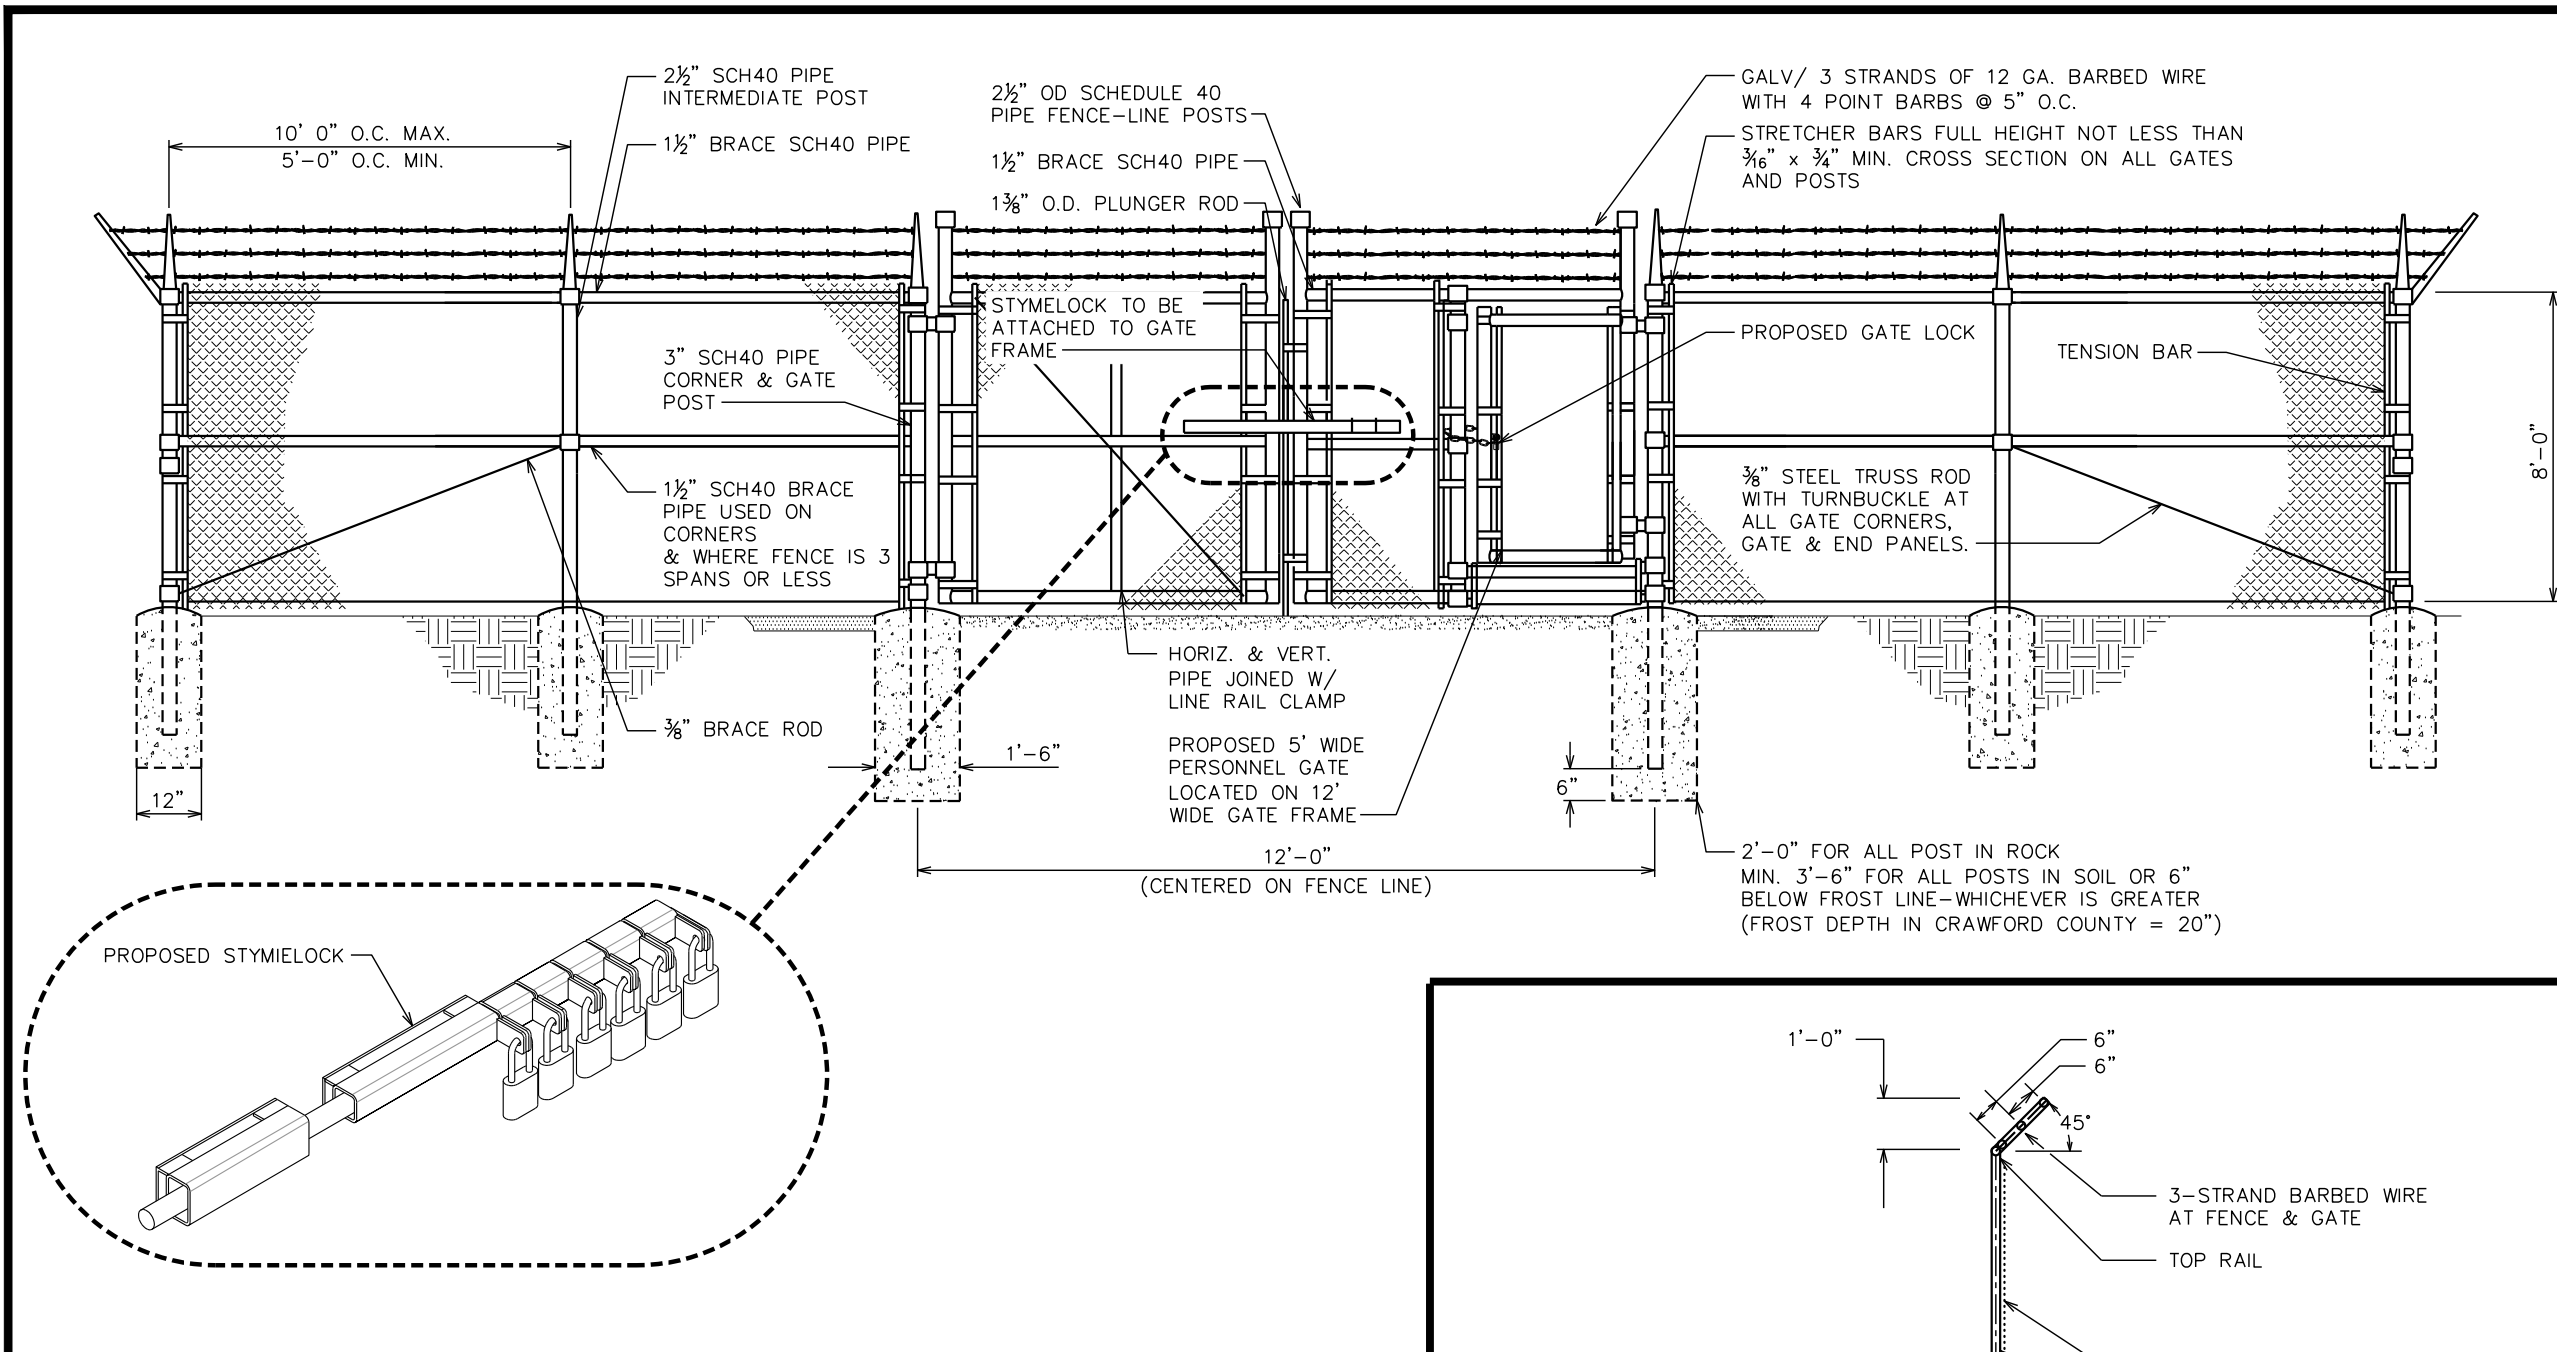 2½” SCH40 PIPE
INTERMEDIATE POST
10’ 0” O.C. MAX.
5’-0” O.C. MIN.
1½” BRACE SCH40 PIPE
2½” OD SCHEDULE 40
PIPE FENCE-LINE POSTS
1½” BRACE SCH40 PIPE
1⅜” O.D. PLUNGER ROD
GALV/ 3 STRANDS OF 12 GA. BARBED WIRE
WITH 4 POINT BARBS @ 5” O.C.
STRETCHER BARS FULL HEIGHT NOT LESS THAN
3⁄16” x ¾” MIN. CROSS SECTION ON ALL GATES
AND POSTS
STYMELOCK TO BE
ATTACHED TO GATE
FRAME
3” SCH40 PIPE
CORNER & GATE
POST
PROPOSED GATE LOCK
TENSION BAR
8’-0”
1½” SCH40 BRACE
PIPE USED ON
CORNERS
& WHERE FENCE IS 3
SPANS OR LESS
⅜” STEEL TRUSS ROD
WITH TURNBUCKLE AT
ALL GATE CORNERS,
GATE & END PANELS.
⅜” BRACE ROD
HORIZ. & VERT.
PIPE JOINED W/
LINE RAIL CLAMP
PROPOSED 5’ WIDE
PERSONNEL GATE
LOCATED ON 12’
WIDE GATE FRAME
12”
1’-6”
6”
12’-0”
(CENTERED ON FENCE LINE)
2’-0” FOR ALL POST IN ROCK
MIN. 3’-6” FOR ALL POSTS IN SOIL OR 6”
BELOW FROST LINE-WHICHEVER IS GREATER
(FROST DEPTH IN CRAWFORD COUNTY = 20”)
PROPOSED STYMIELOCK
1’-0”
6”
6”
45°
3-STRAND BARBED WIRE
AT FENCE & GATE
TOP RAIL